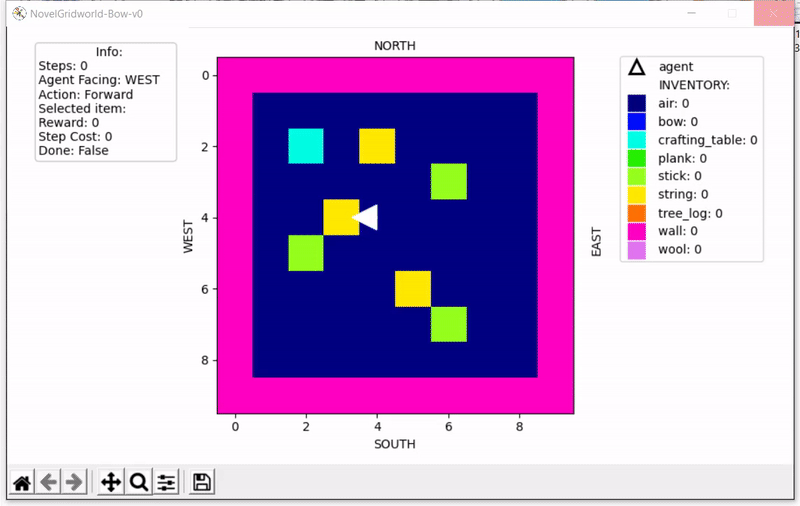 NovelGridworld-Bow-v0
Info:
Steps: 0
Agent Facing: WEST
Action: Forward
Selected item:
Reward: 0
Step Cost: 0
Done: False
NORTH
WEST
EAST
0
2
4
6
8
0 2 4 6 8
SOUTH
agent
INVENTORY:
air: 0
bow: 0
crafting_table: 0
plank: 0
stick: 0
string: 0
tree_log: 0
wall: 0
wool: 0